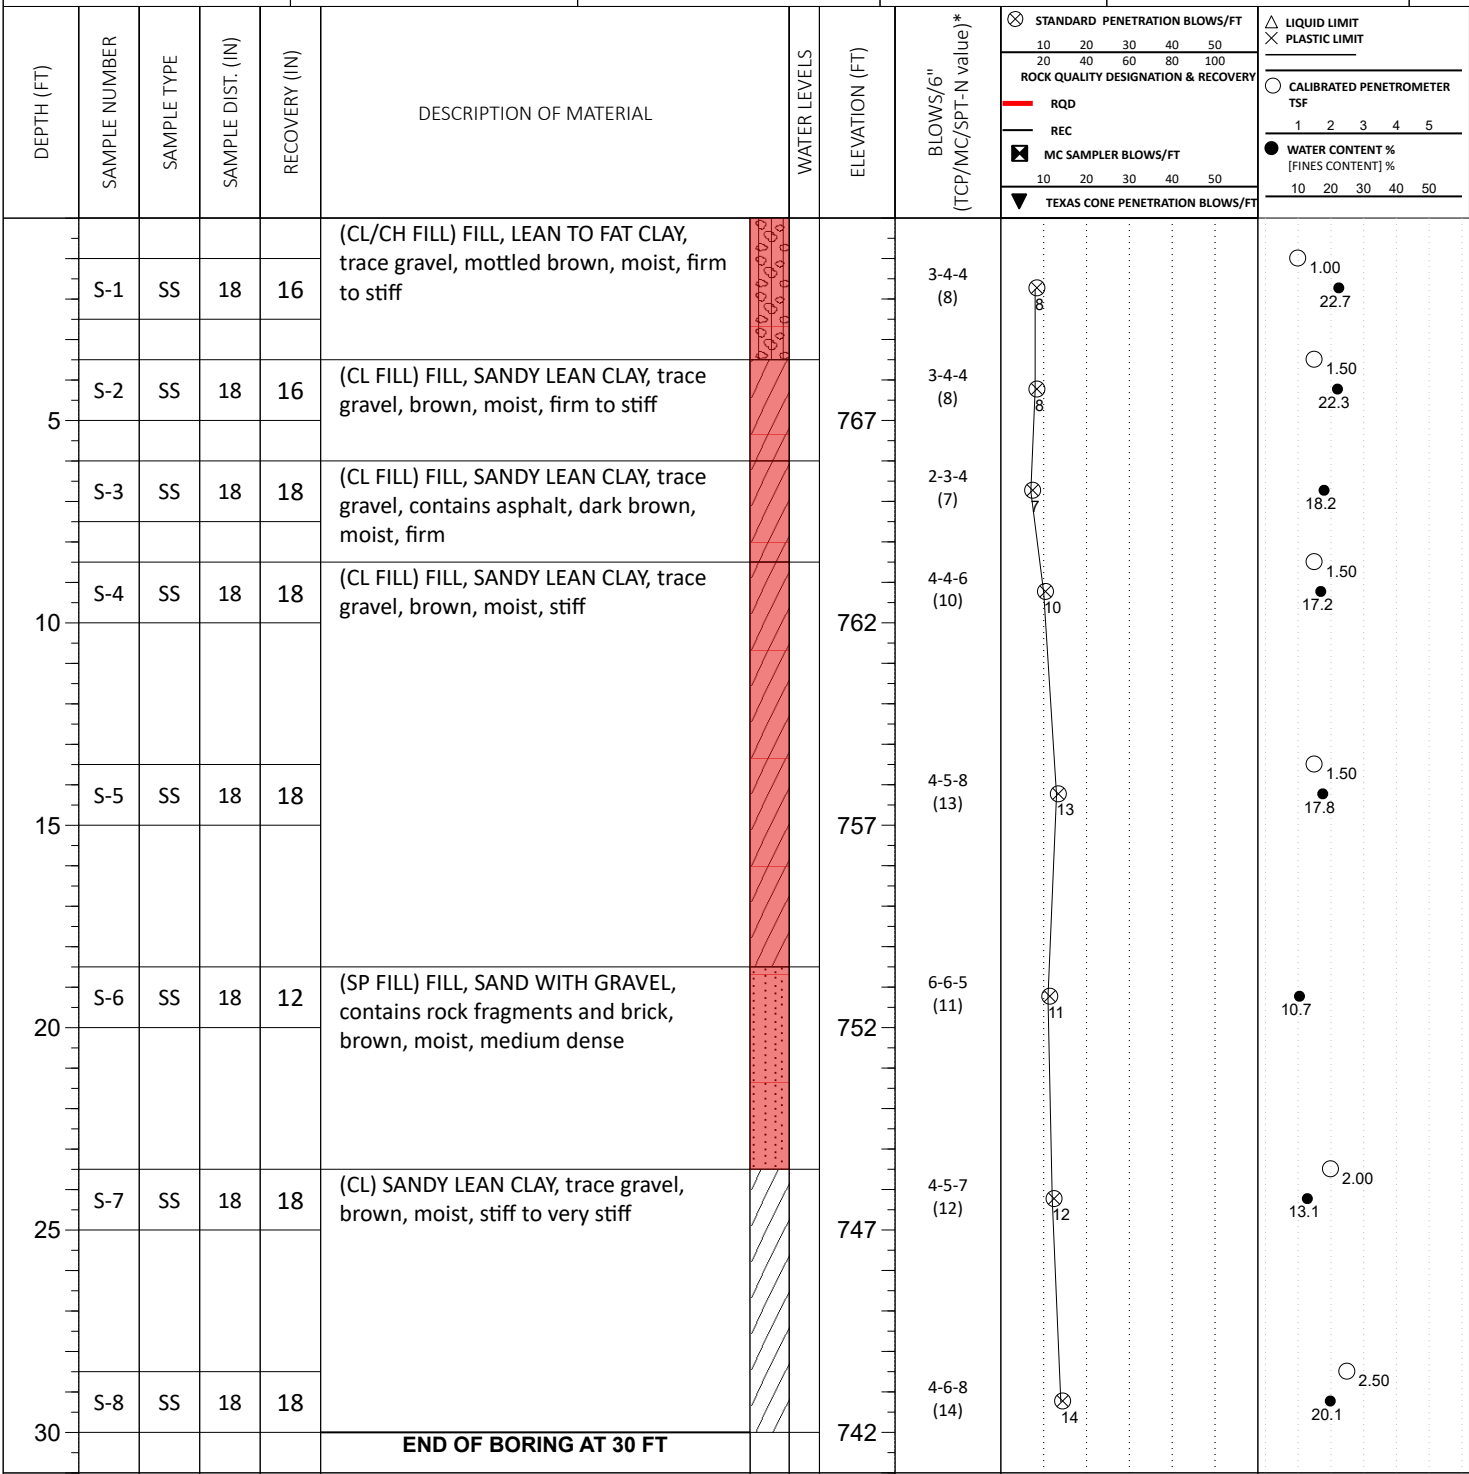 DEPTH (FT)
SAMPLE NUMBER
SAMPLE TYPE
SAMPLE DIST. (IN)
RECOVERY (IN)
DESCRIPTION OF MATERIAL
WATER LEVELS
ELEVATION (FT)
BLOWS/6"
(TCP/MC/SPT-N value)*
STANDARD PENETRATION BLOWS/FT
10 20 30 40 50
20 40 60 80 100
ROCK QUALITY DESIGNATION & RECOVERY
RQD
REC
MC SAMPLER BLOWS/FT
10 20 30 40 50
TEXAS CONE PENETRATION BLOWS/FT
LIQUID LIMIT
PLASTIC LIMIT
CALIBRATED PENETROMETER
TSF
1 2 3 4 5
WATER CONTENT %
[FINES CONTENT] %
10 20 30 40 50
(CL/CH FILL) FILL, LEAN TO FAT CLAY,
trace gravel, mottled brown, moist, firm
to stiff
S-1 SS 18 16
3-4-4
(8)
8
1.00
22.7
(CL FILL) FILL, SANDY LEAN CLAY, trace
gravel, brown, moist, firm to stiff
S-2 SS 18 16
3-4-4
(8)
8
1.50
22.3
5
767
(CL FILL) FILL, SANDY LEAN CLAY, trace
gravel, contains asphalt, dark brown,
moist, firm
S-3 SS 18 18
2-3-4
(7)
7
18.2
(CL FILL) FILL, SANDY LEAN CLAY, trace
gravel, brown, moist, stiff
S-4 SS 18 18
4-4-6
(10)
10
1.50
17.2
10
762
S-5 SS 18 18
4-5-8
(13)
13
1.50
17.8
15
757
(SP FILL) FILL, SAND WITH GRAVEL,
contains rock fragments and brick,
brown, moist, medium dense
S-6 SS 18 12
6-6-5
(11)
11
10.7
20
752
(CL) SANDY LEAN CLAY, trace gravel,
brown, moist, stiff to very stiff
S-7 SS 18 18
4-5-7
(12)
12
2.00
13.1
25
747
S-8 SS 18 18
4-6-8
(14)
14
2.50
20.1
30
742
END OF BORING AT 30 FT